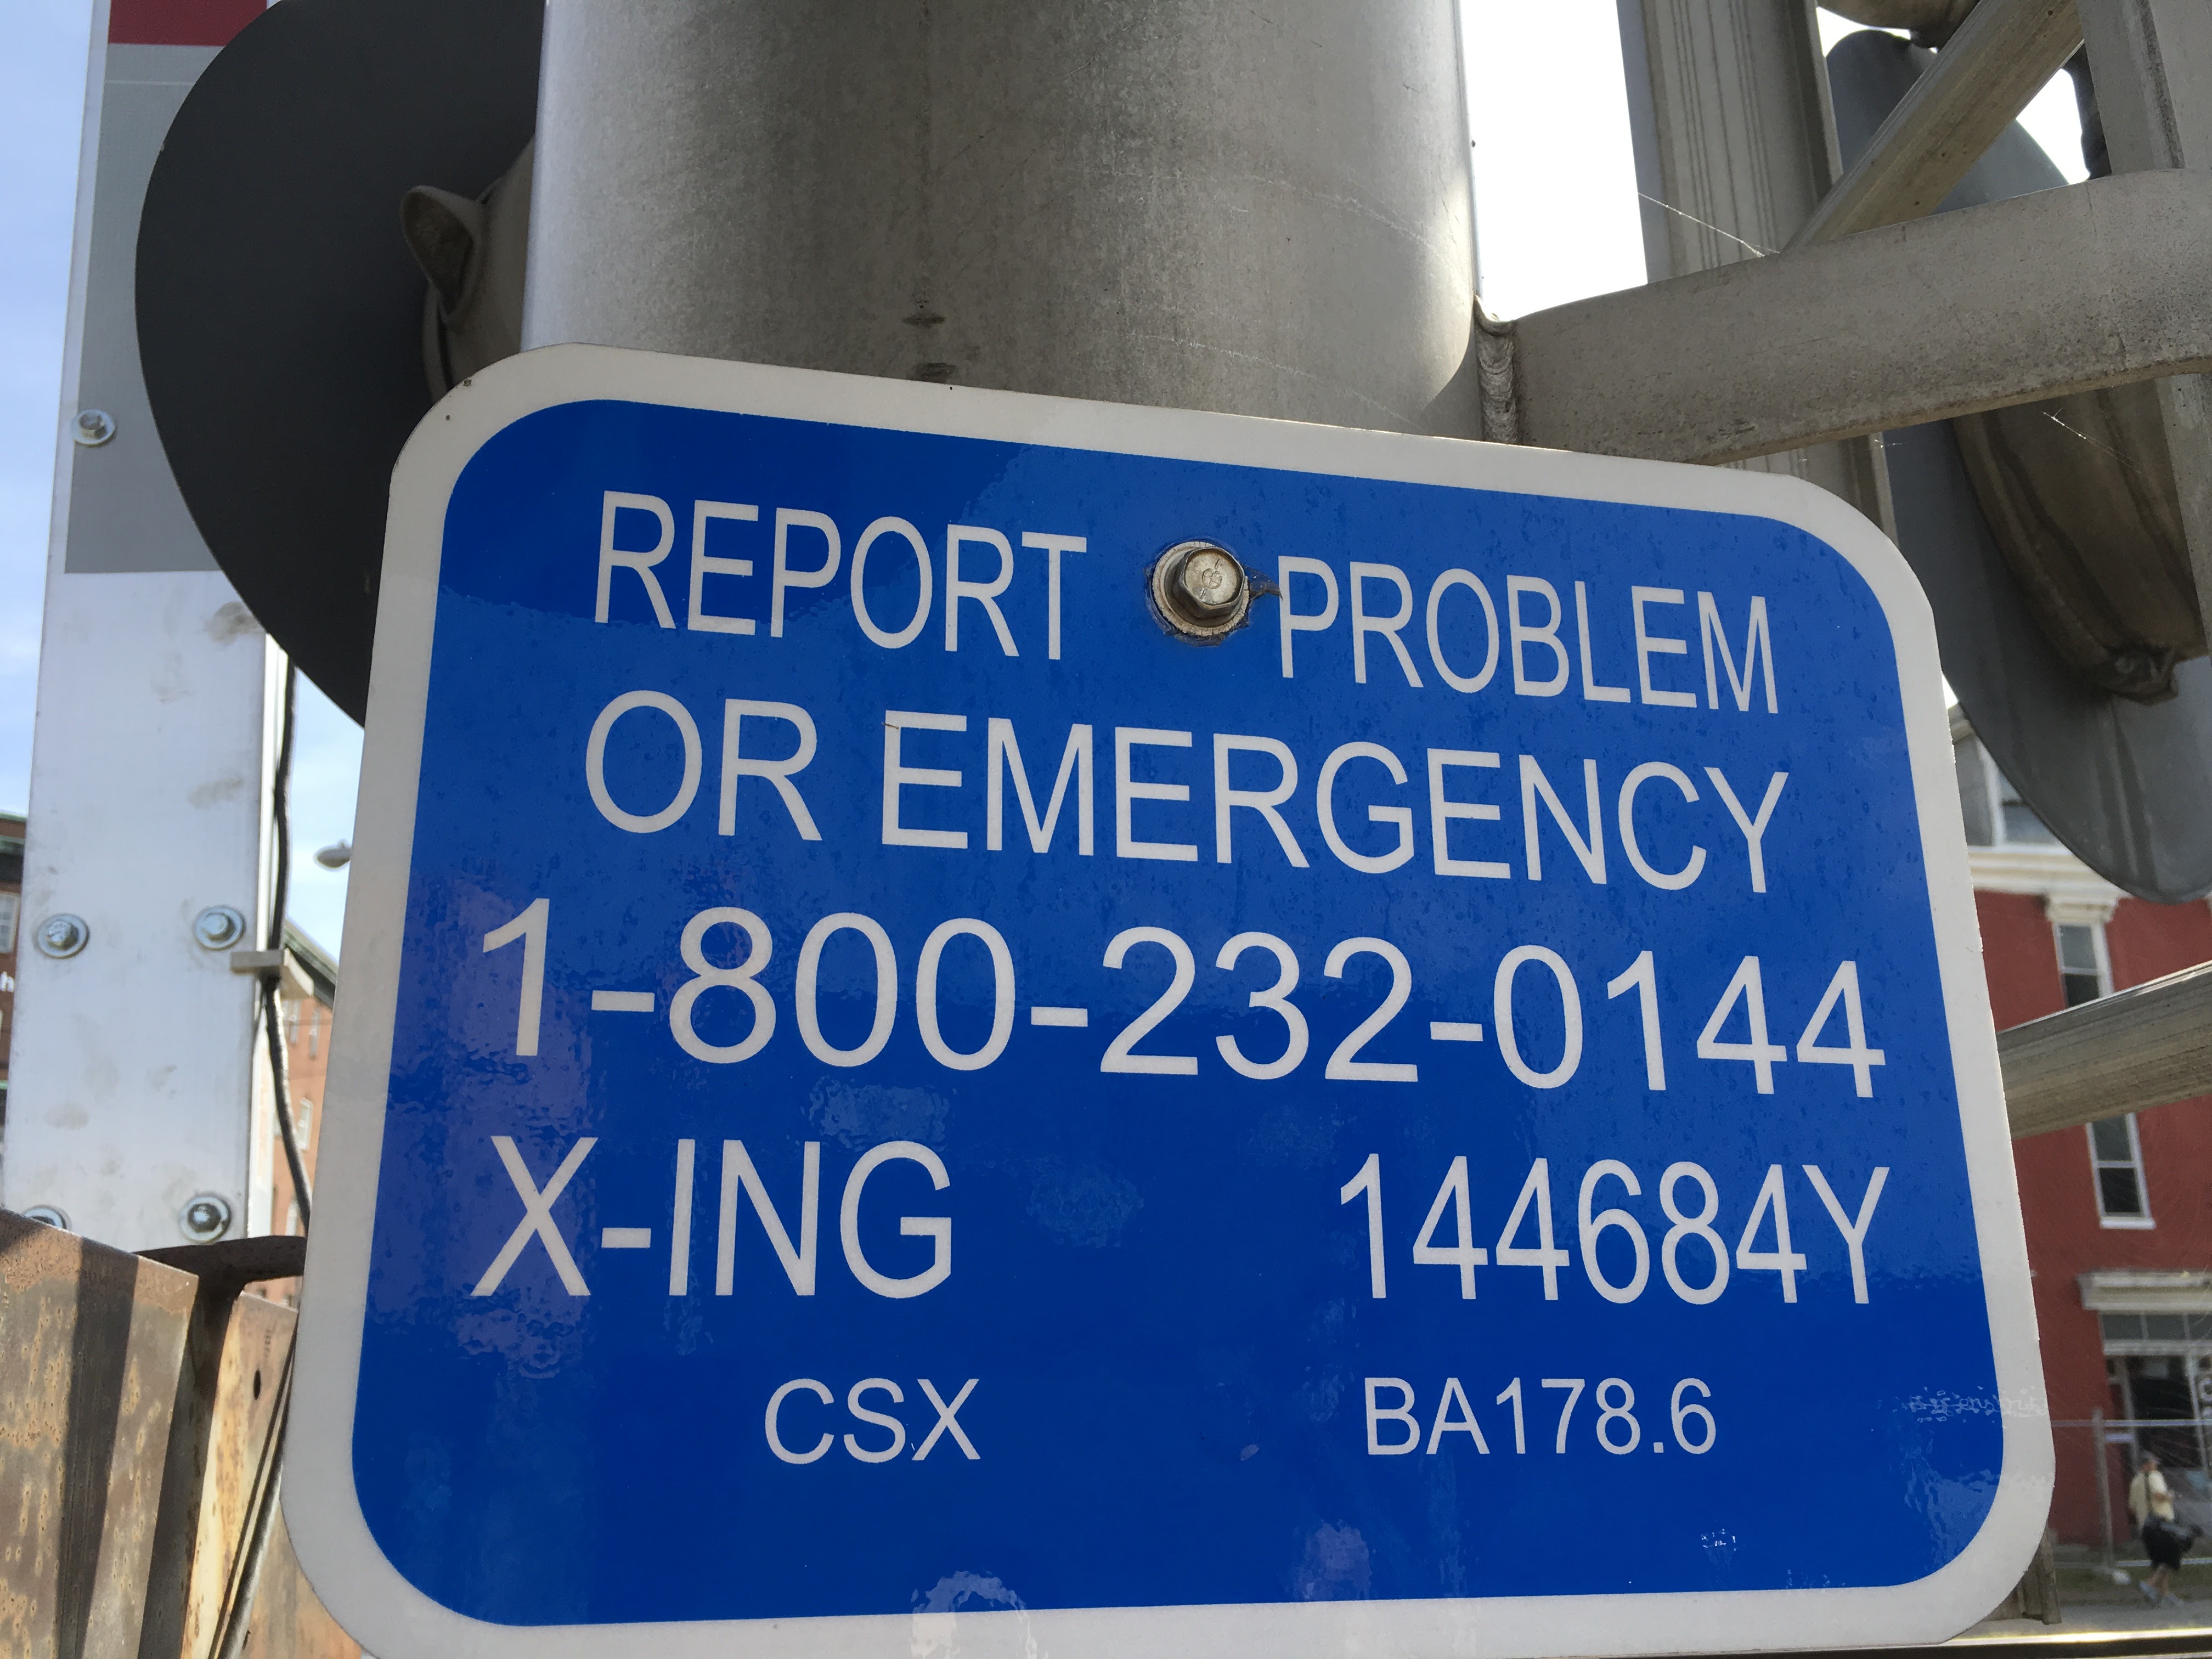 REPORT PROBLEM
OR EMERGENCY
1-800-232-0144
X-ING 144684Y
CSX BA178.6